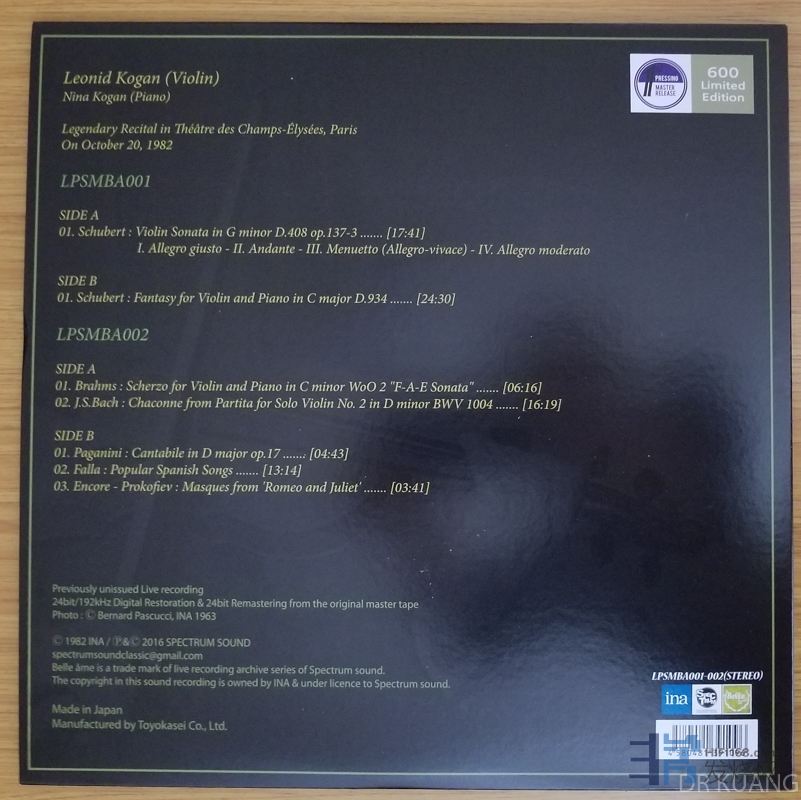 Leonid Kogan (Violin)
Nina Kogan (Piano)
PRESSING
MASTER
RELEASE
600
Limited
Edition
Legendary Recital in Théâtre des Champs-Élysées, Paris
On October 20, 1982
LPSMBA001
SIDE A
01. Schubert : Violin Sonata in G minor D.408 op.137-3 ....... [17:41]
I. Allegro giusto - II. Andante - III. Menuetto (Allegro-vivace) - IV. Allegro moderato
SIDE B
01. Schubert : Fantasy for Violin and Piano in C major D.934 ....... [24:30]
LPSMBA002
SIDE A
01. Brahms : Scherzo for Violin and Piano in C minor WoO 2 "F-A-E Sonata" ....... [06:16]
02. J.S.Bach : Chaconne from Partita for Solo Violin No. 2 in D minor BWV 1004 ....... [16:19]
SIDE B
01. Paganini : Cantabile in D major op.17 ....... [04:43]
02. Falla : Popular Spanish Songs ....... [13:14]
03. Encore - Prokofiev : Masques from 'Romeo and Juliet' ....... [03:41]
Previously unissued Live recording
24bit/192kHz Digital Restoration & 24bit Remastering from the original master tape
Photo : © Bernard Pascucci, INA 1963
© 1982 INA / ℗&© 2016 SPECTRUM SOUND
spectrumsoundclassic@gmail.com
Belle âme is a trade mark of live recording archive series of Spectrum sound.
The copyright in this sound recording is owned by INA & under licence to Spectrum sound.
Made in Japan
Manufactured by Toyokasei Co., Ltd.
LPSMBA001-002(STEREO)
ina
DR KUANG